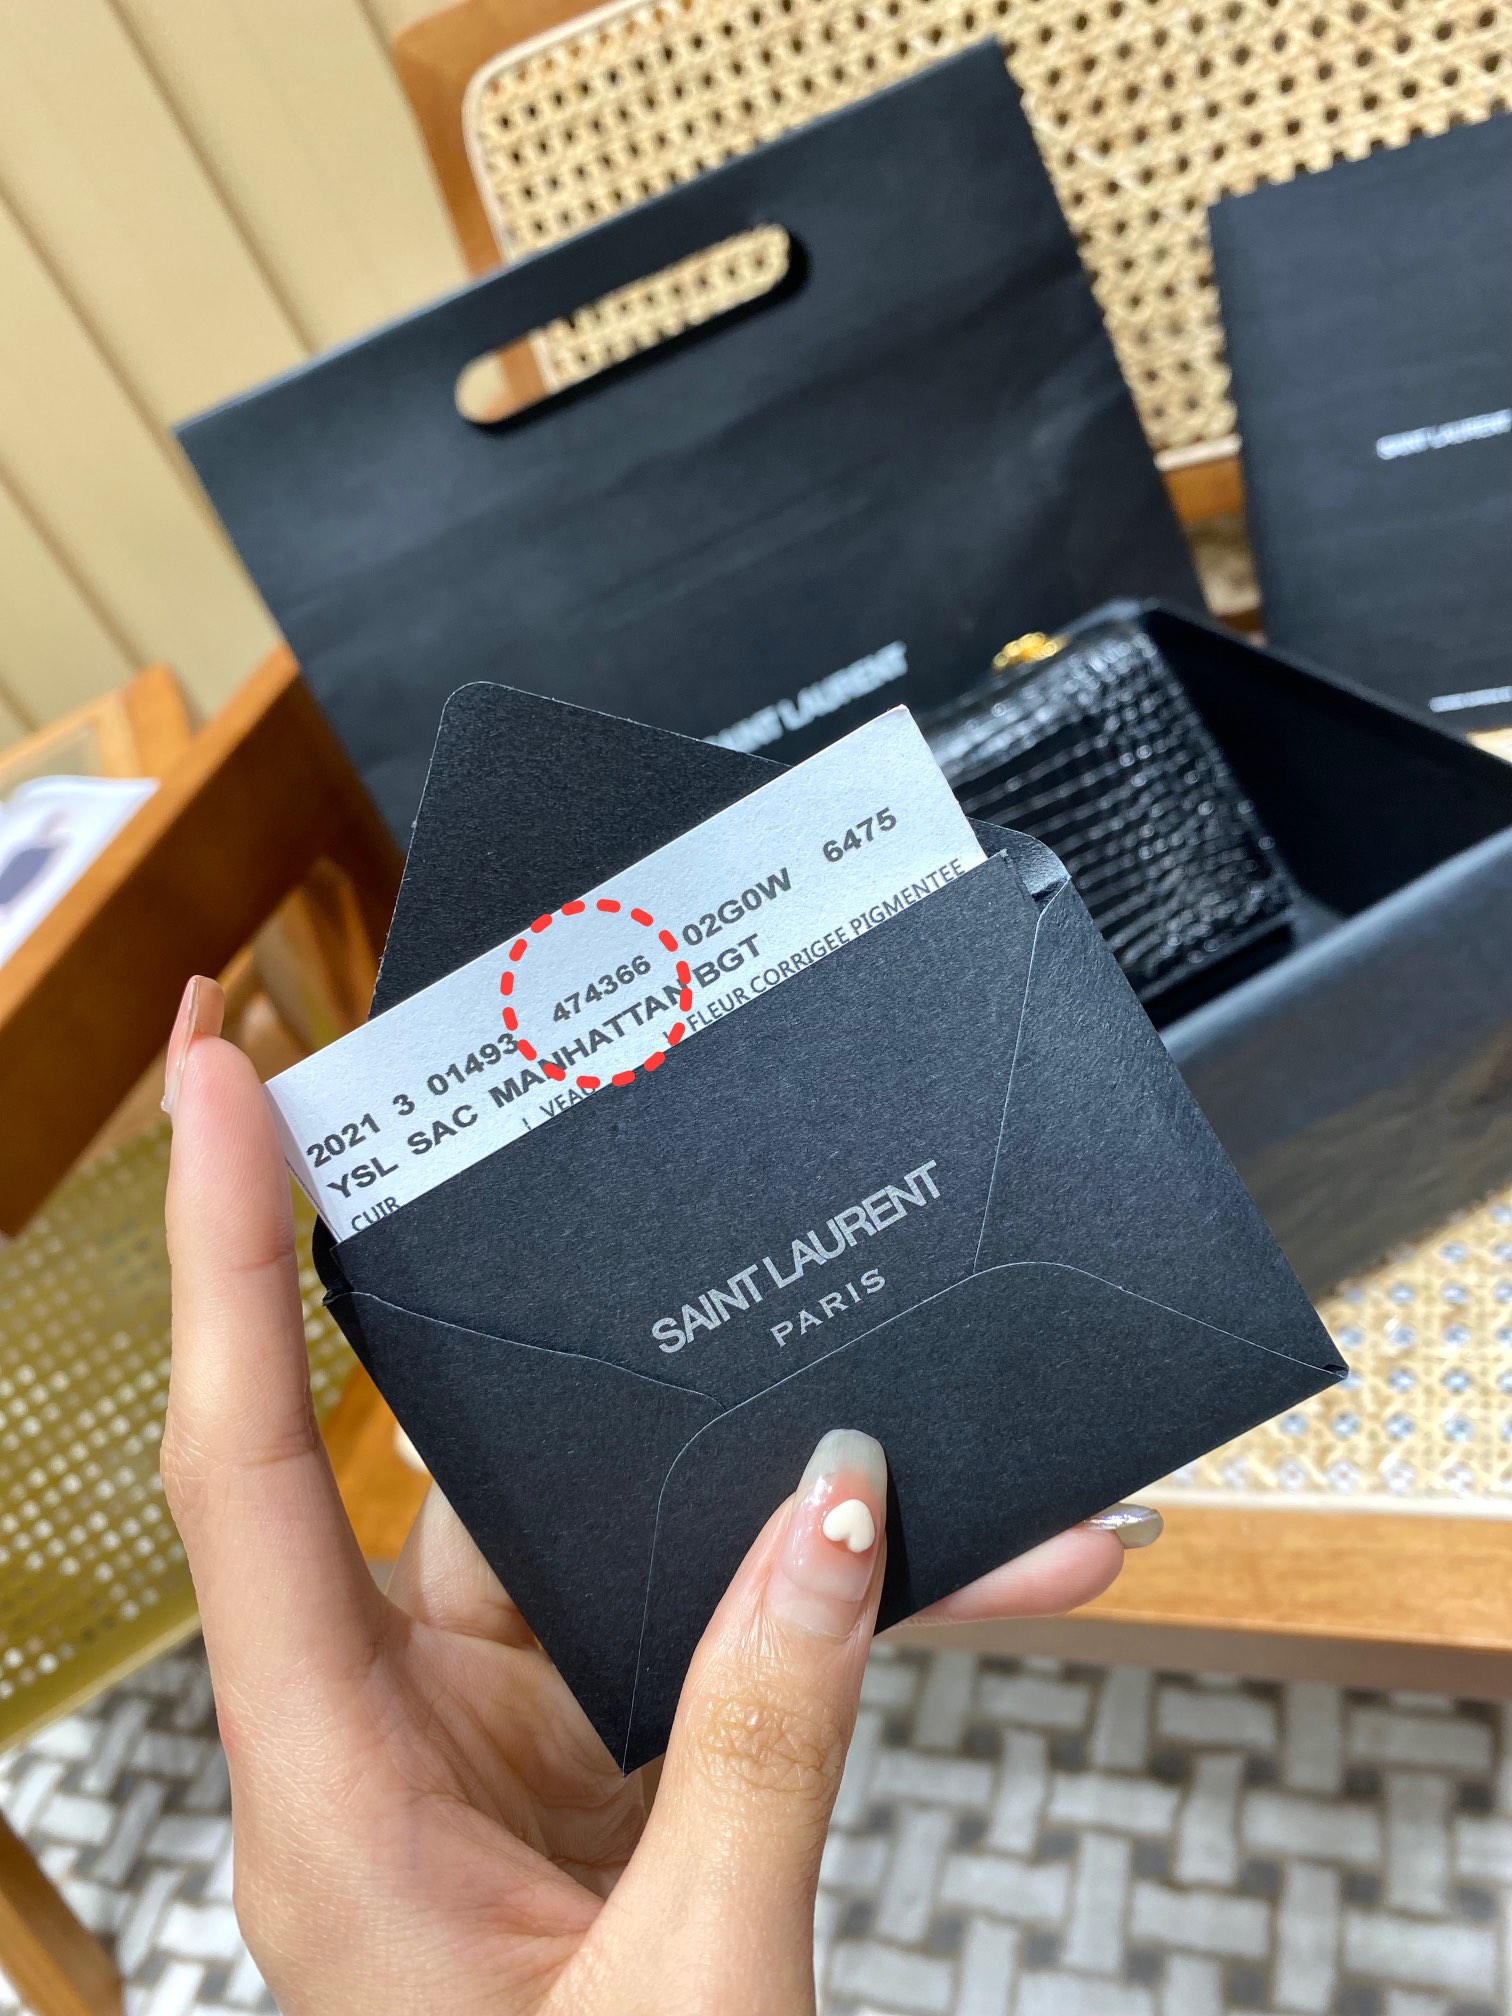 SAINT LAURENT
SAINT LAURENT
2021 3 01493 474366 02G0W 6475
YSL SAC MANHATTAN BGT
CUIR VEAU FLEUR CORRIGEE PIGMENTEE
SAINT LAURENT
PARIS